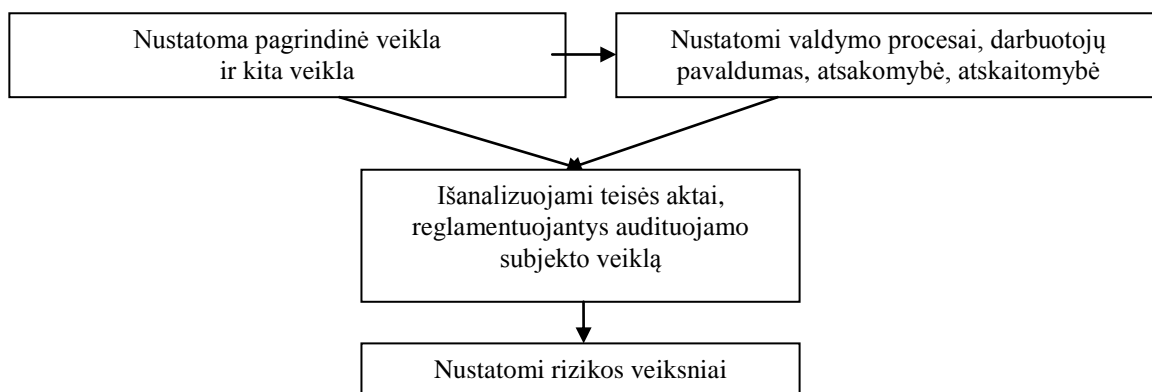 Nustatoma pagrindinė veikla
ir kita veikla
Nustatomi valdymo procesai, darbuotojų
pavaldumas, atsakomybė, atskaitomybė
Išanalizuojami teisės aktai,
reglamentuojantys audituojamo
subjekto veiklą
Nustatomi rizikos veiksniai